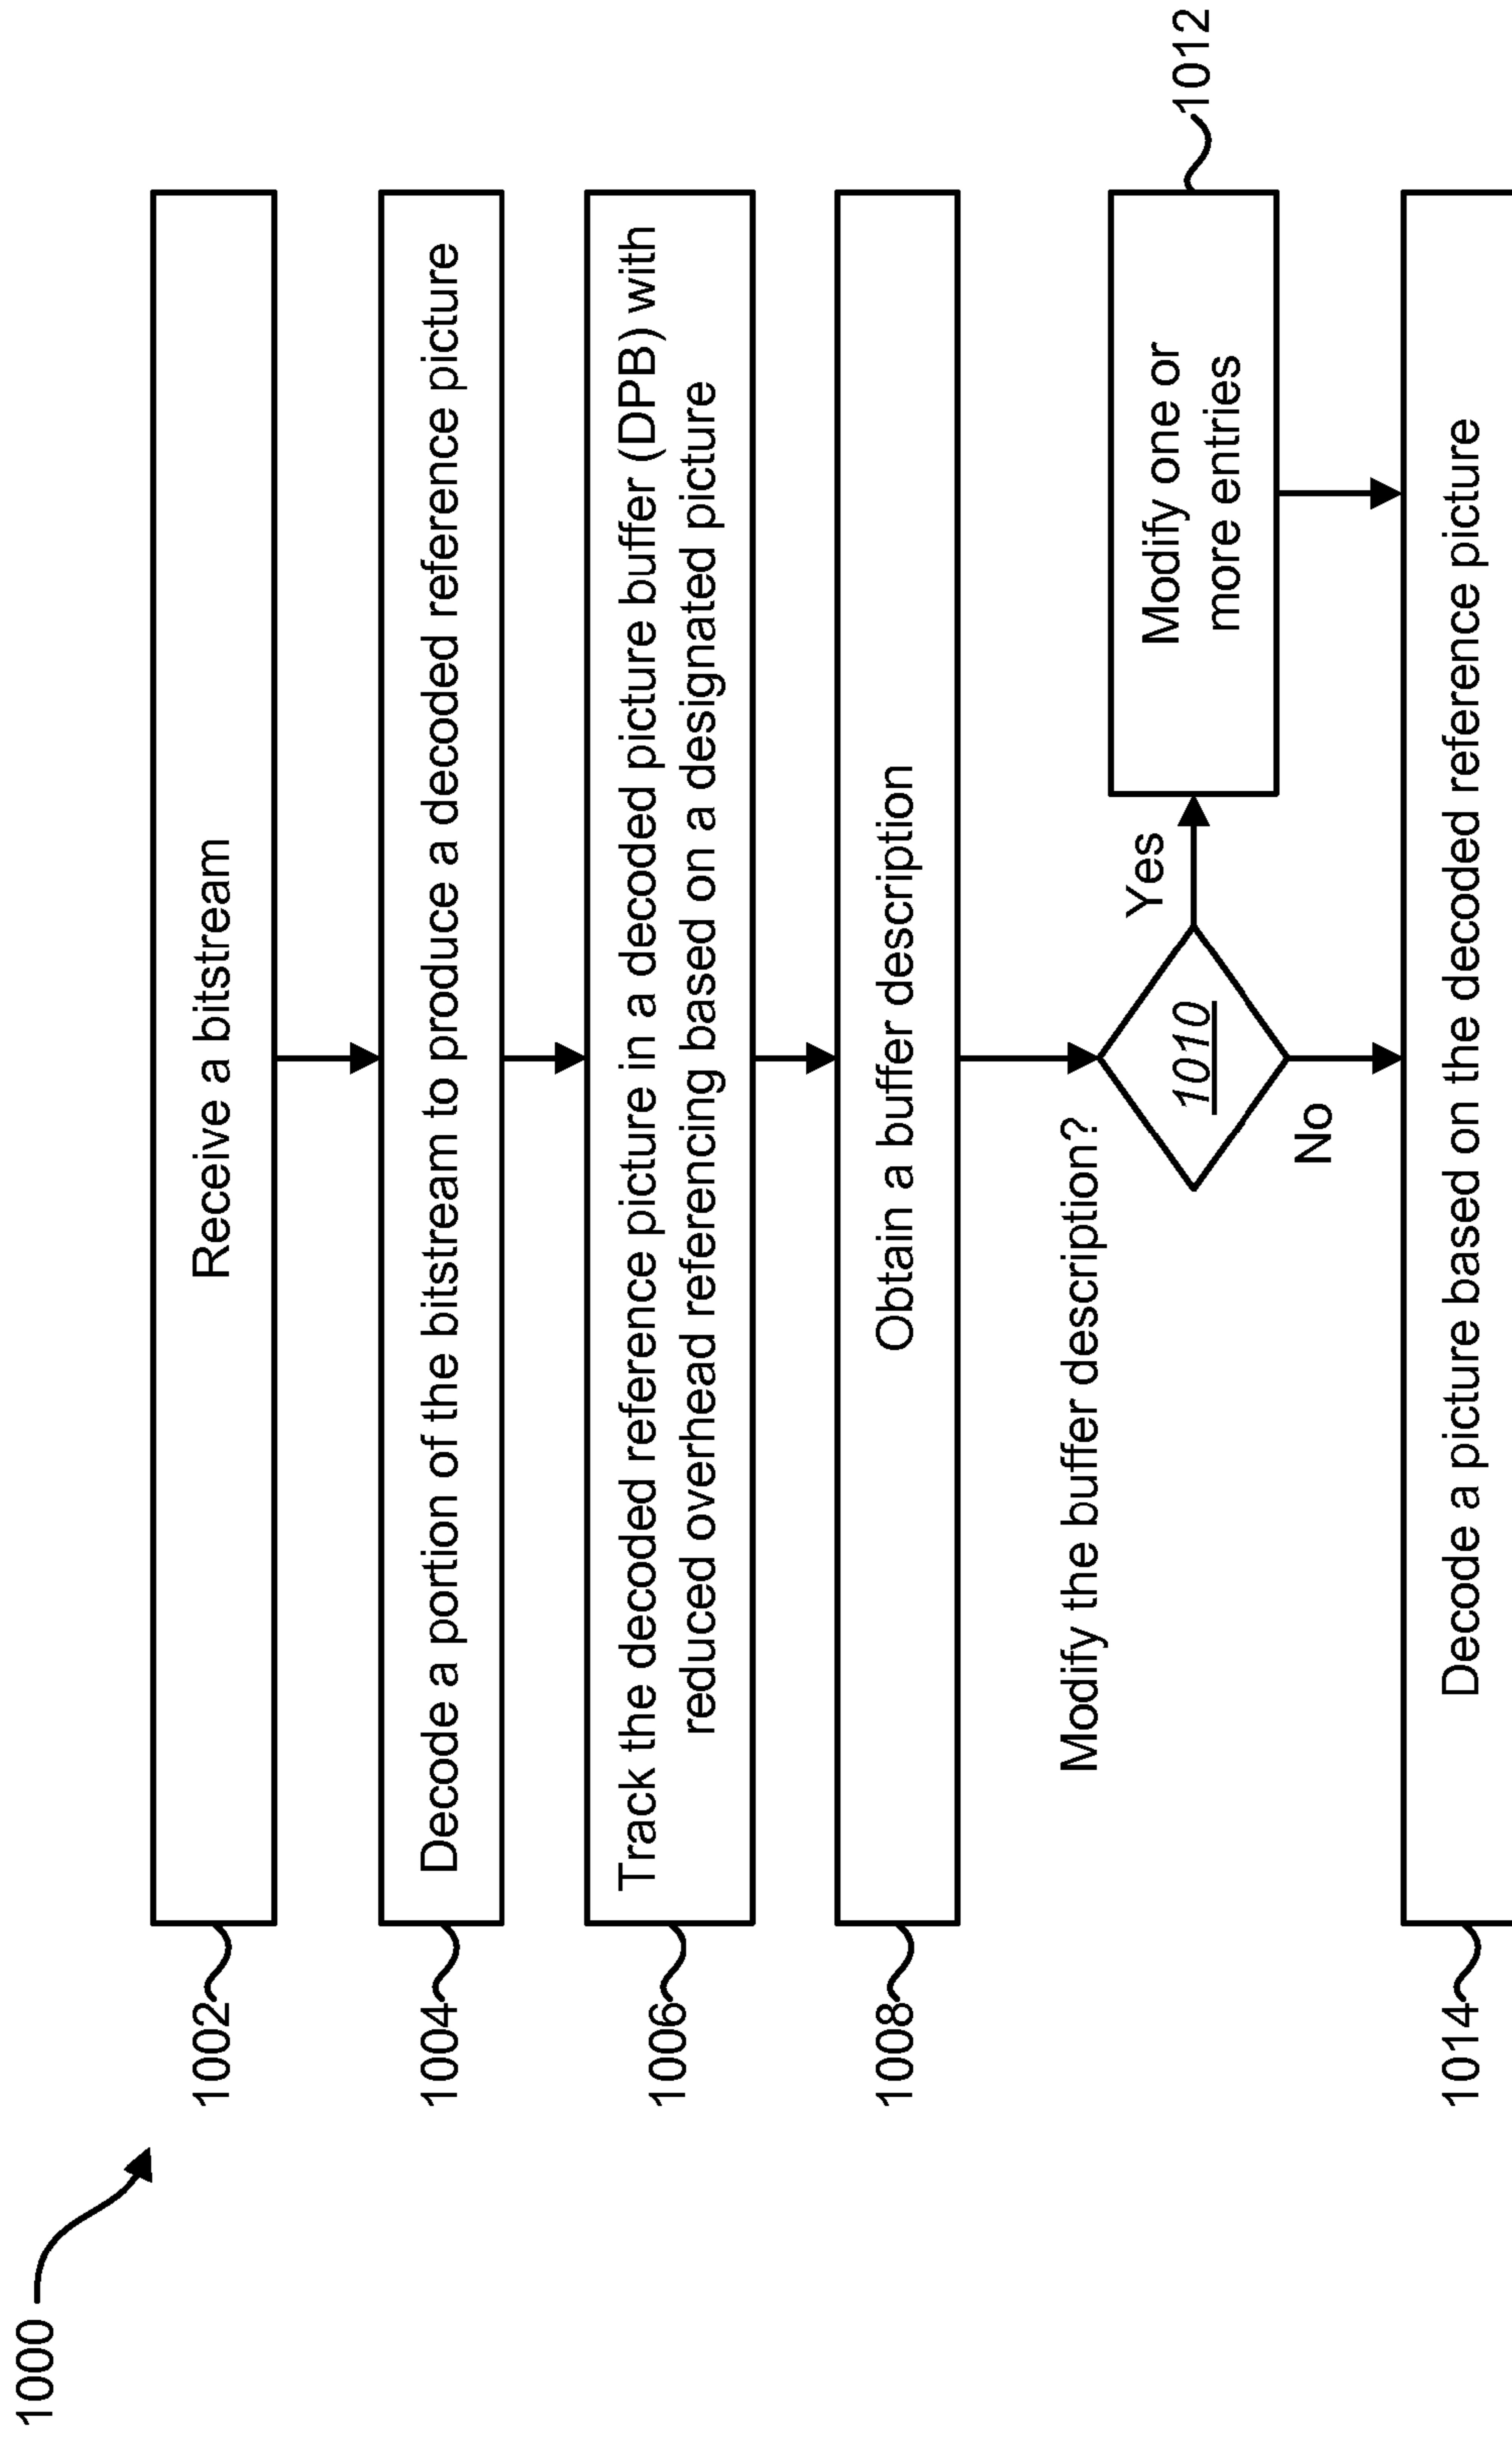 1000
1002
Receive a bitstream
1004
Decode a portion of the bitstream to produce a decoded reference picture
1006
Track the decoded reference picture in a decoded picture buffer (DPB) with
reduced overhead referencing based on a designated picture
1008
Obtain a buffer description
Modify the buffer description?
1010
Yes
No
Modify one or
more entries
1012
1014
Decode a picture based on the decoded reference picture